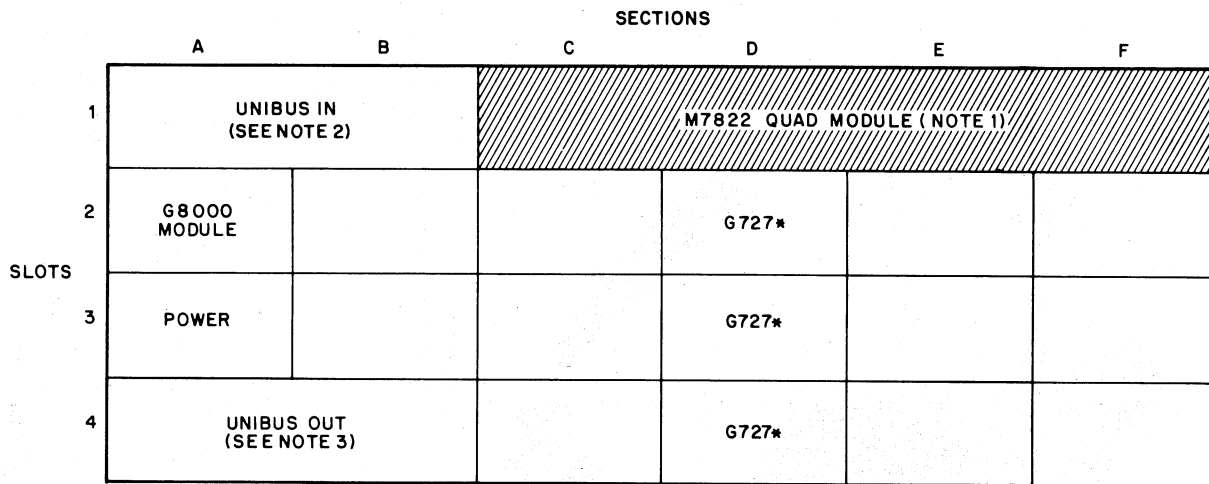 SECTIONS
A B C D E F
1 UNIBUS IN
(SEE NOTE 2)
M7822 QUAD MODULE (NOTE 1)
2 G8000
MODULE
G727*
SLOTS
3 POWER
G727*
4 UNIBUS OUT
(SEE NOTE 3)
G727*